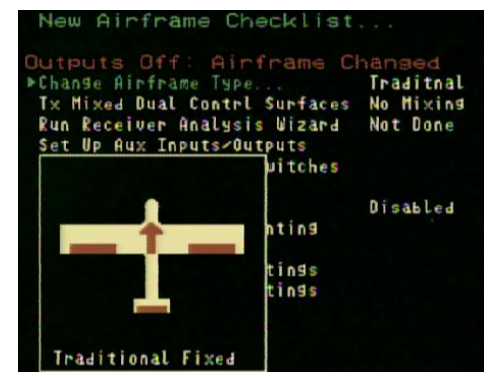 New Airframe Checklist...
Outputs Off: Airframe Changed
▶Change Airframe Type... Traditnal
Tx Mixed Dual Contrl Surfaces No Mixing
Run Receiver Analysis Wizard Not Done
Set Up Aux Inputs/Outputs
witches
Disabled
nting
tings
tings
Traditional Fixed